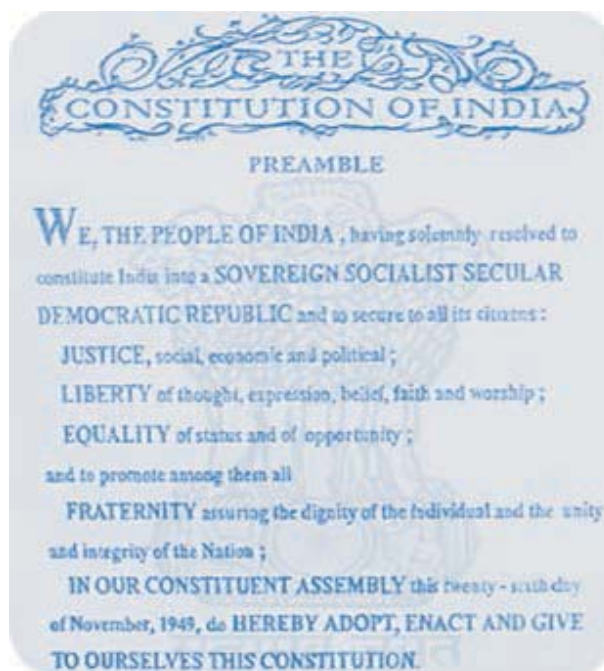 THE
CONSTITUTION OF INDIA
PREAMBLE
WE, THE PEOPLE OF INDIA , having solemnly resolved to
constitute India into a SOVEREIGN SOCIALIST SECULAR
DEMOCRATIC REPUBLIC and to secure to all its citizens :
JUSTICE, social, economic and political ;
LIBERTY of thought, expression, belief, faith and worship ;
EQUALITY of status and of opportunity ;
and to promote among them all
FRATERNITY assuring the dignity of the individual and the unity
and integrity of the Nation ;
IN OUR CONSTITUENT ASSEMBLY this twenty - sixth day
of November, 1949, do HEREBY ADOPT, ENACT AND GIVE
TO OURSELVES THIS CONSTITUTION.